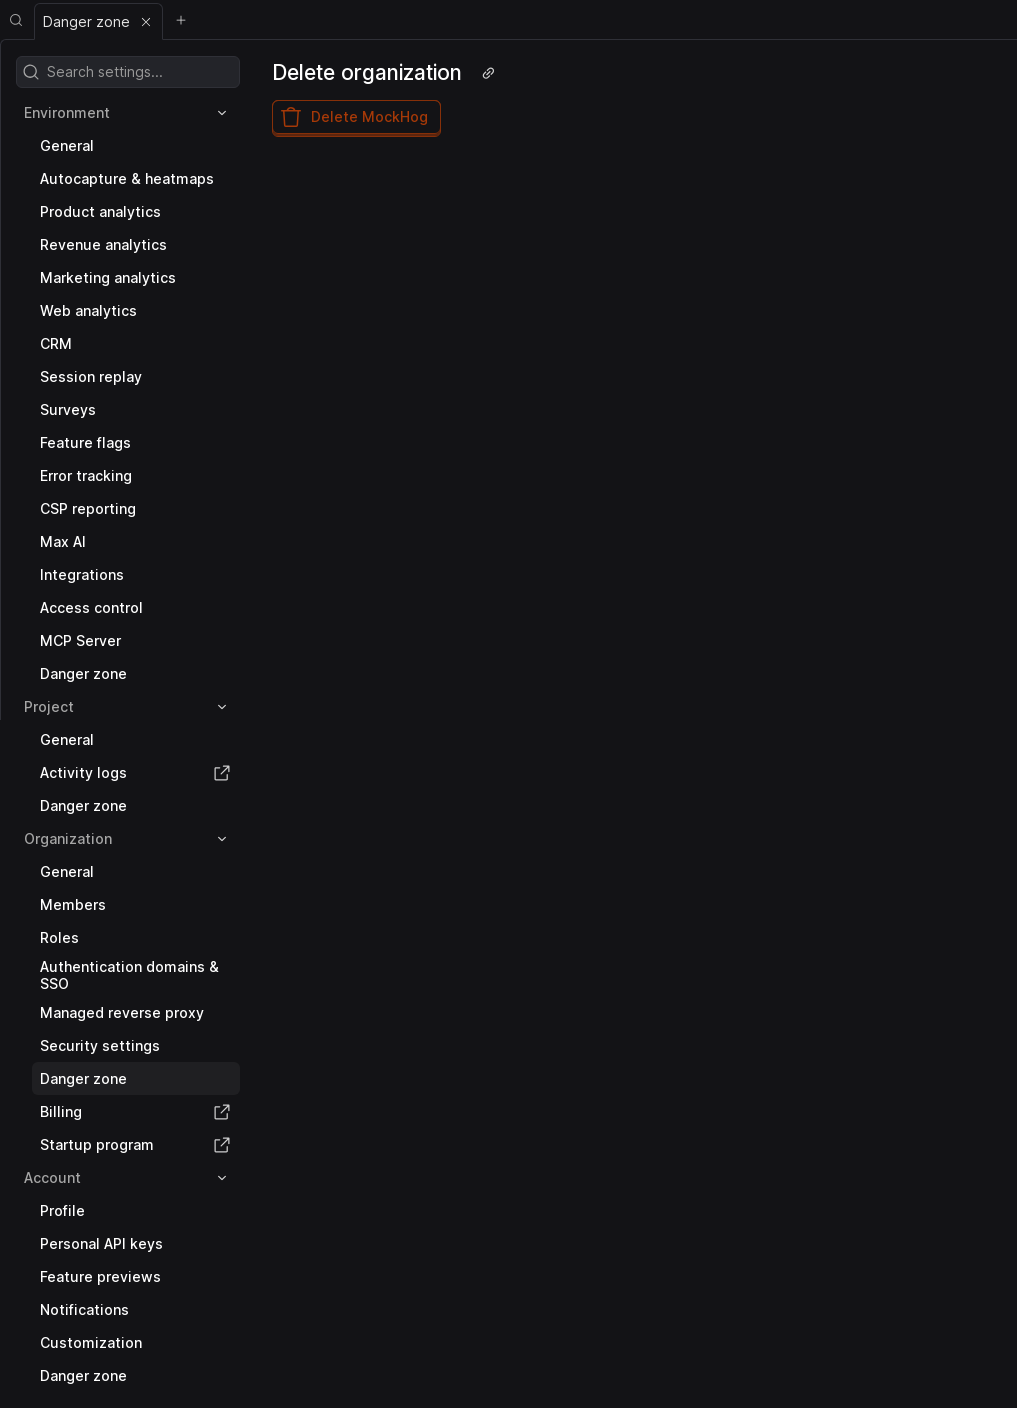 Danger zone
Search settings...
Environment
General
Autocapture & heatmaps
Product analytics
Revenue analytics
Marketing analytics
Web analytics
CRM
Session replay
Surveys
Feature flags
Error tracking
CSP reporting
Max AI
Integrations
Access control
MCP Server
Danger zone
Project
General
Activity logs
Danger zone
Organization
General
Members
Roles
Authentication domains &
SSO
Managed reverse proxy
Security settings
Danger zone
Billing
Startup program
Account
Profile
Personal API keys
Feature previews
Notifications
Customization
Danger zone
Delete organization
Delete MockHog